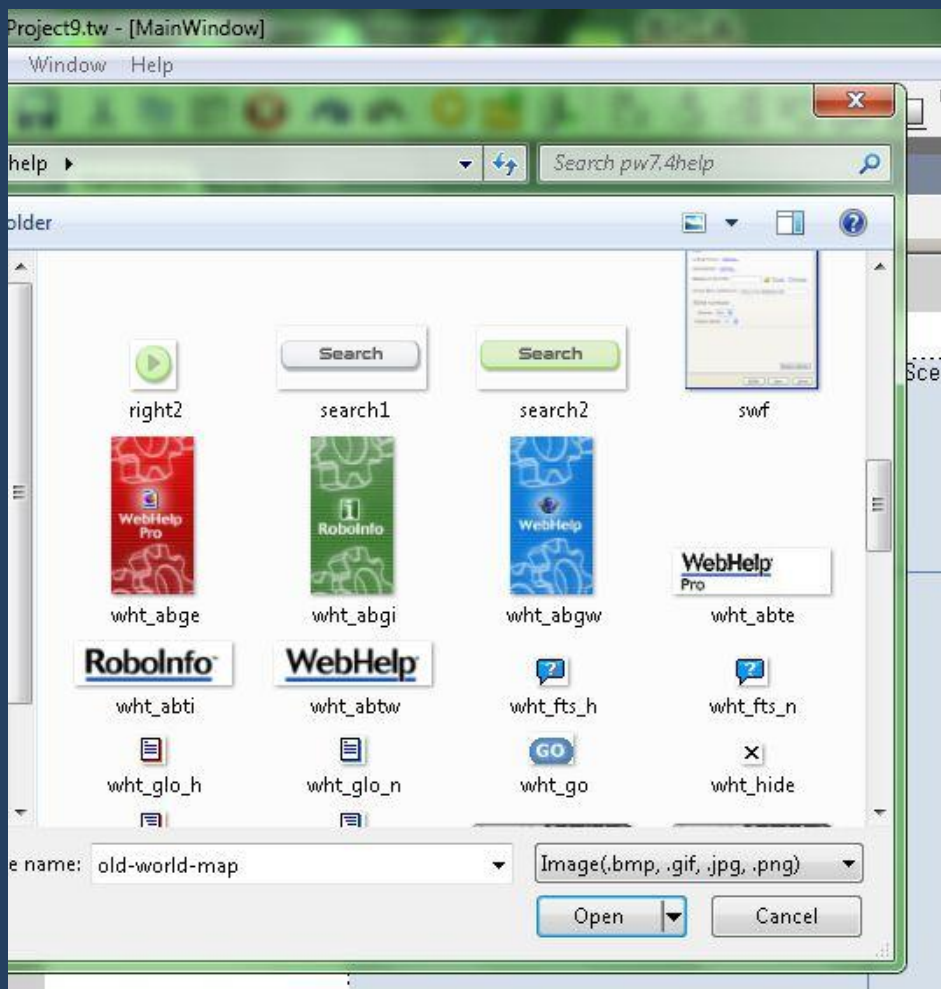 Project9.tw - [MainWindow]
Window Help
help
Search pw7.4help
older
Search
Search
right2 search1 search2 swf
Sce
WebHelp
Pro
RoboInfo
WebHelp
WebHelp
Pro
wht_abge wht_abgi wht_abgw wht_abte
RoboInfo WebHelp
wht_abti wht_abtw wht_fts_h wht_fts_n
GO
wht_glo_h wht_glo_n wht_go wht_hide
e name: old-world-map Image(.bmp, .gif, .jpg, .png)
Open Cancel